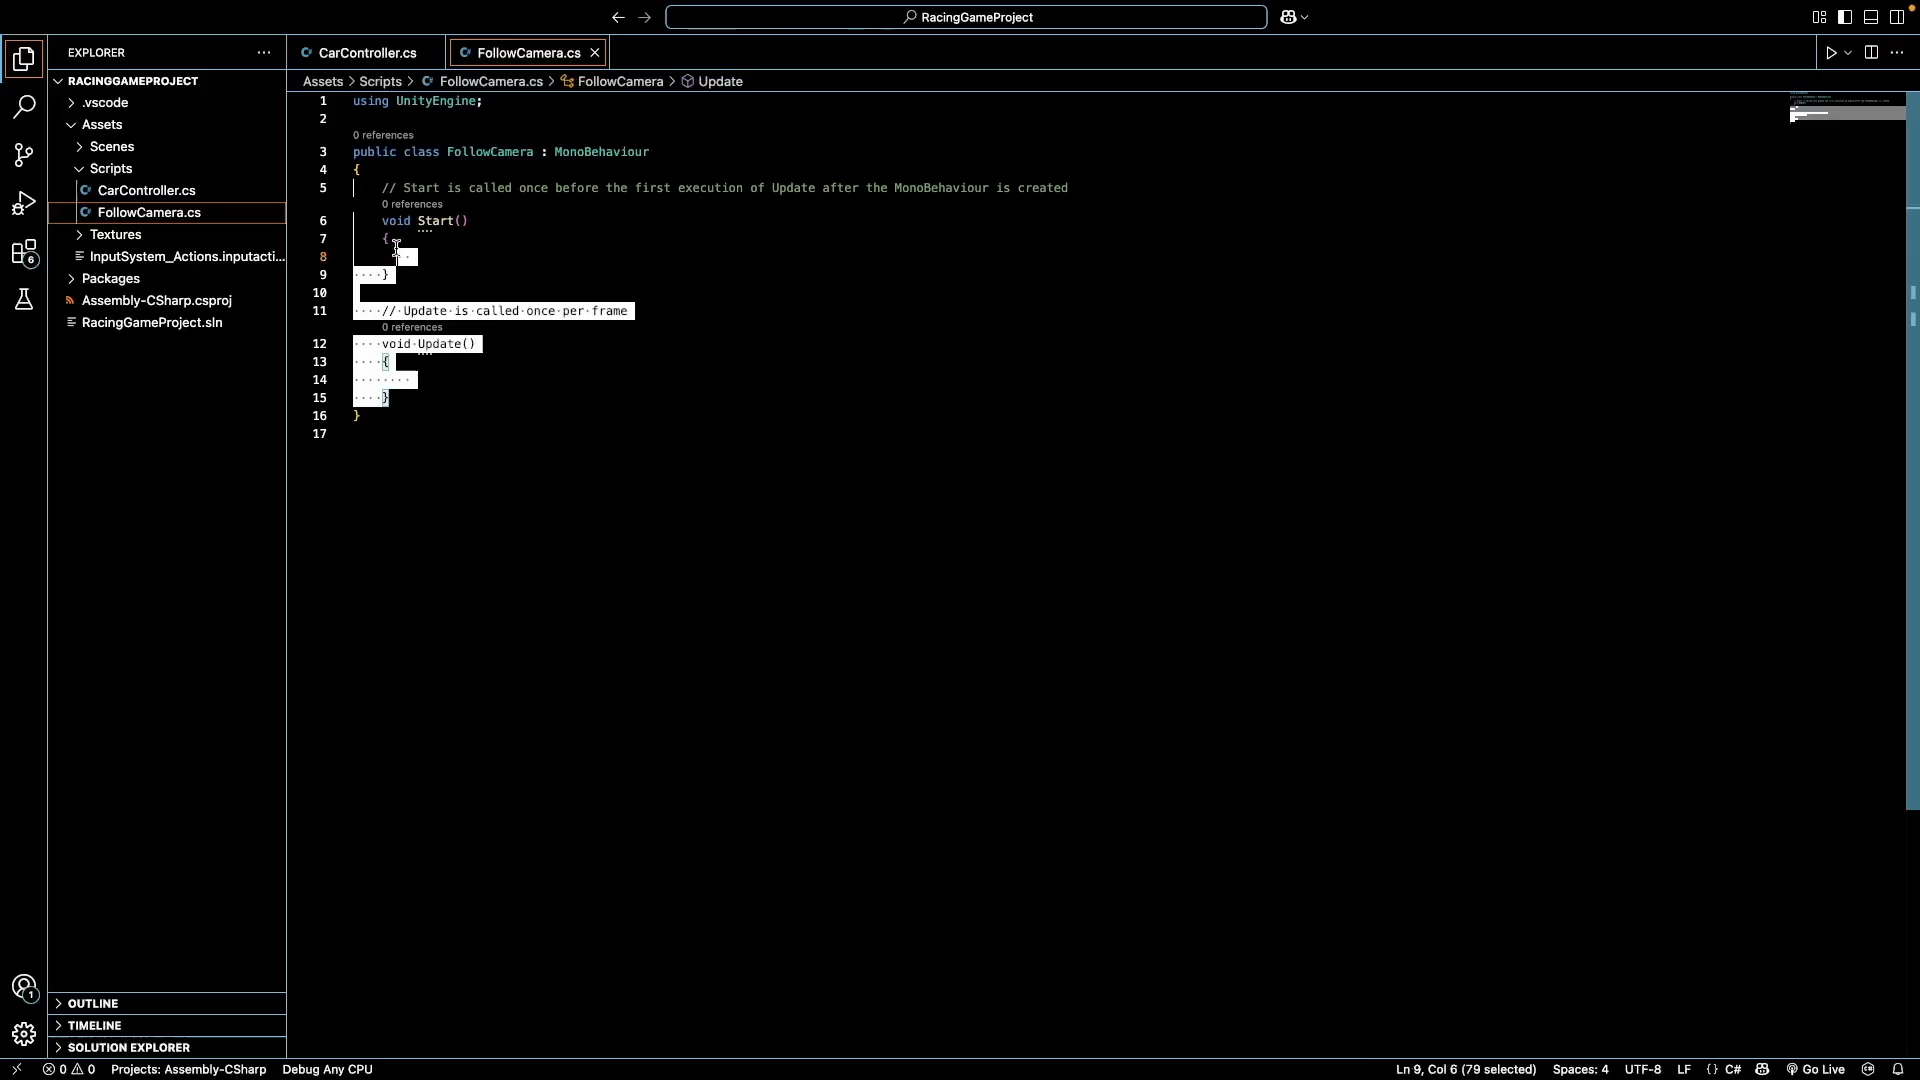 RacingGameProject
EXPLORER
CarController.cs
FollowCamera.cs
RACINGGAMEPROJECT
.vscode
Assets
Scenes
Scripts
CarController.cs
FollowCamera.cs
Textures
InputSystem_Actions.inputacti...
Packages
Assembly-CSharp.csproj
RacingGameProject.sln
6
Assets > Scripts > FollowCamera.cs > FollowCamera > Update
1 using UnityEngine;
2
0 references
3 public class FollowCamera : MonoBehaviour
4 {
5 // Start is called once before the first execution of Update after the MonoBehaviour is created
0 references
6 void Start()
7 {
8
9 ····}
10
11 ····//·Update·is·called·once·per·frame
0 references
12 ····void·Update()
13 ····{
14 ········
15 ····}
16 }
17
1
OUTLINE
TIMELINE
SOLUTION EXPLORER
0 0 Projects: Assembly-CSharp Debug Any CPU
Ln 9, Col 6 (79 selected) Spaces: 4 UTF-8 LF {} C# Go Live